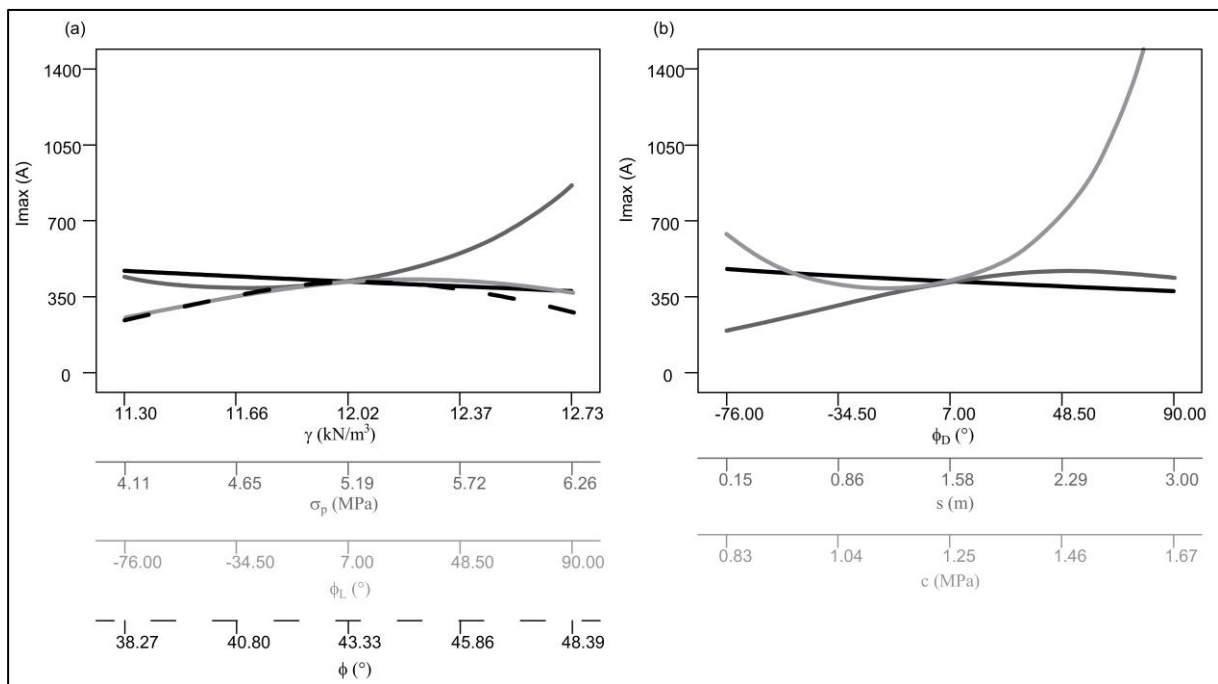 (a)
Imax (A)
1400
1050
700
350
0
11.30 11.66 12.02 12.37 12.73
γ (kN/m³)
4.11 4.65 5.19 5.72 6.26
σp (MPa)
-76.00 -34.50 7.00 48.50 90.00
ϕL (°)
38.27 40.80 43.33 45.86 48.39
ϕ (°)
(b)
Imax (A)
1400
1050
700
350
0
-76.00 -34.50 7.00 48.50 90.00
ϕD (°)
0.15 0.86 1.58 2.29 3.00
s (m)
0.83 1.04 1.25 1.46 1.67
c (MPa)